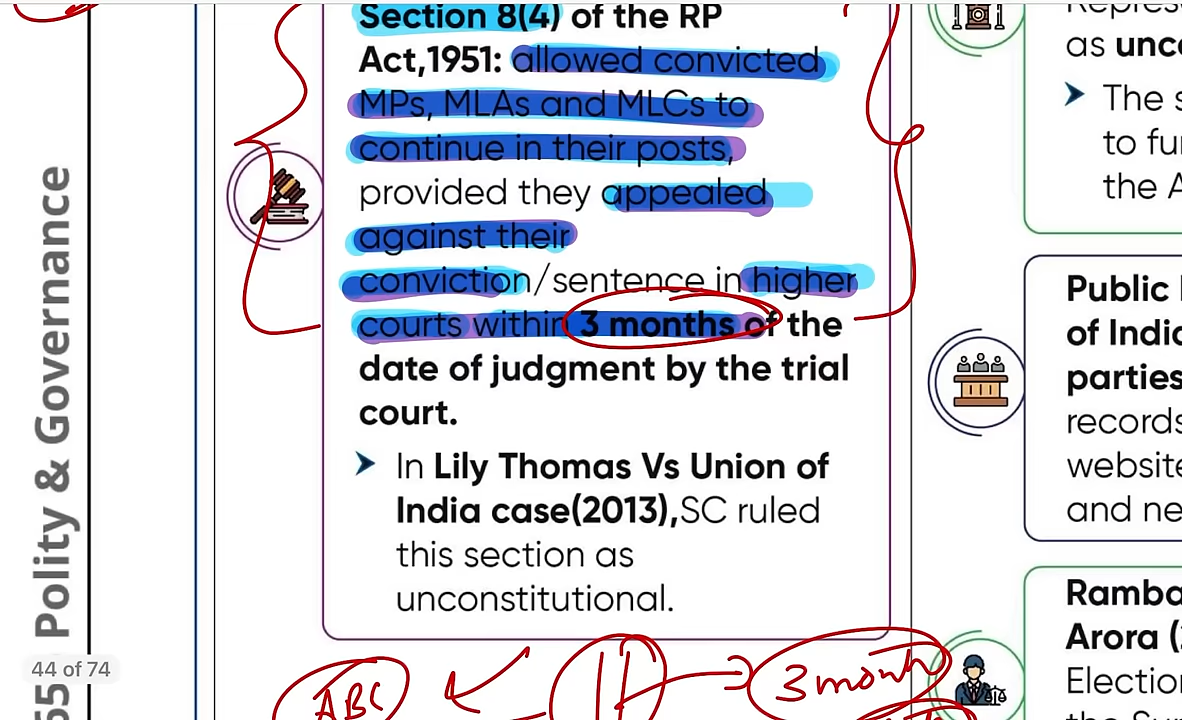 Section 8(4) of the RP
Act,1951: allowed convicted
MPs, MLAs and MLCs to
continue in their posts,
provided they appealed
against their
conviction/sentence in higher
courts within 3 months of the
date of judgment by the trial
court.
In Lily Thomas Vs Union of
India case(2013),SC ruled
this section as
unconstitutional.
ABC
3 month
Polity & Governance
44 of 74
55
as unc
The s
to fu
the A
Public
of India
parties
records
website
and ne
Ramba
Arora (
Election
the Su